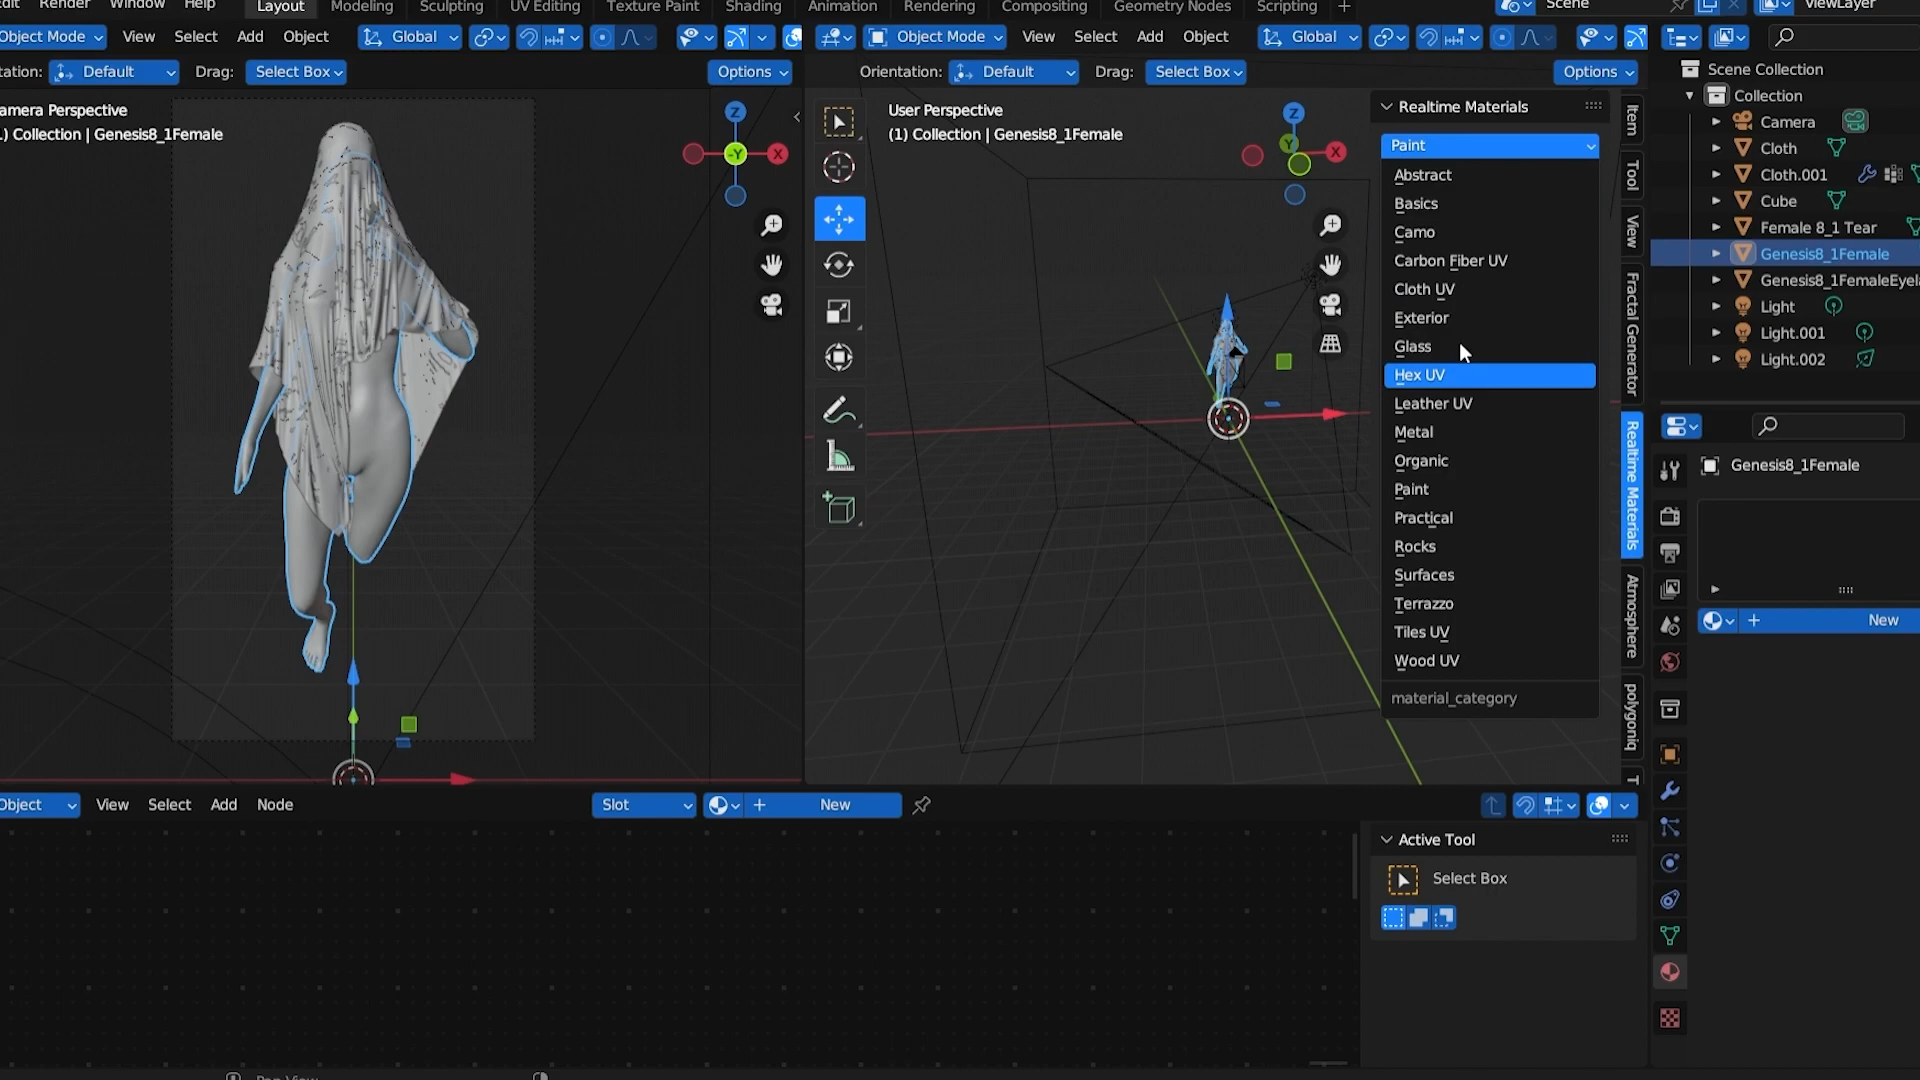 Render Window Help Layout Modeling Sculpting UV Editing Texture Paint Shading Animation Rendering Compositing Geometry Nodes Scripting + Scene ViewLayer
Object Mode View Select Add Object Global Object Mode View Select Add Object Global
Default Drag: Select Box Options Orientation: Default Drag: Select Box Options
Camera Perspective
) Collection | Genesis8_1Female
Z
-Y
X
User Perspective
(1) Collection | Genesis8_1Female
Z
Y
X
Realtime Materials
Paint
Abstract
Basics
Camo
Carbon Fiber UV
Cloth UV
Exterior
Glass
Hex UV
Leather UV
Metal
Organic
Paint
Practical
Rocks
Surfaces
Terrazzo
Tiles UV
Wood UV
material_category
Item
Tool
View
Fractal Generator
Realtime Materials
Atmosphere
polygoniq
Scene Collection
Collection
Camera
Cloth
Cloth.001
Cube
Female 8_1 Tear
Genesis8_1Female
Genesis8_1FemaleEyel
Light
Light.001
Light.002
Genesis8_1Female
+ New
Object View Select Add Node Slot + New
Active Tool
Select Box